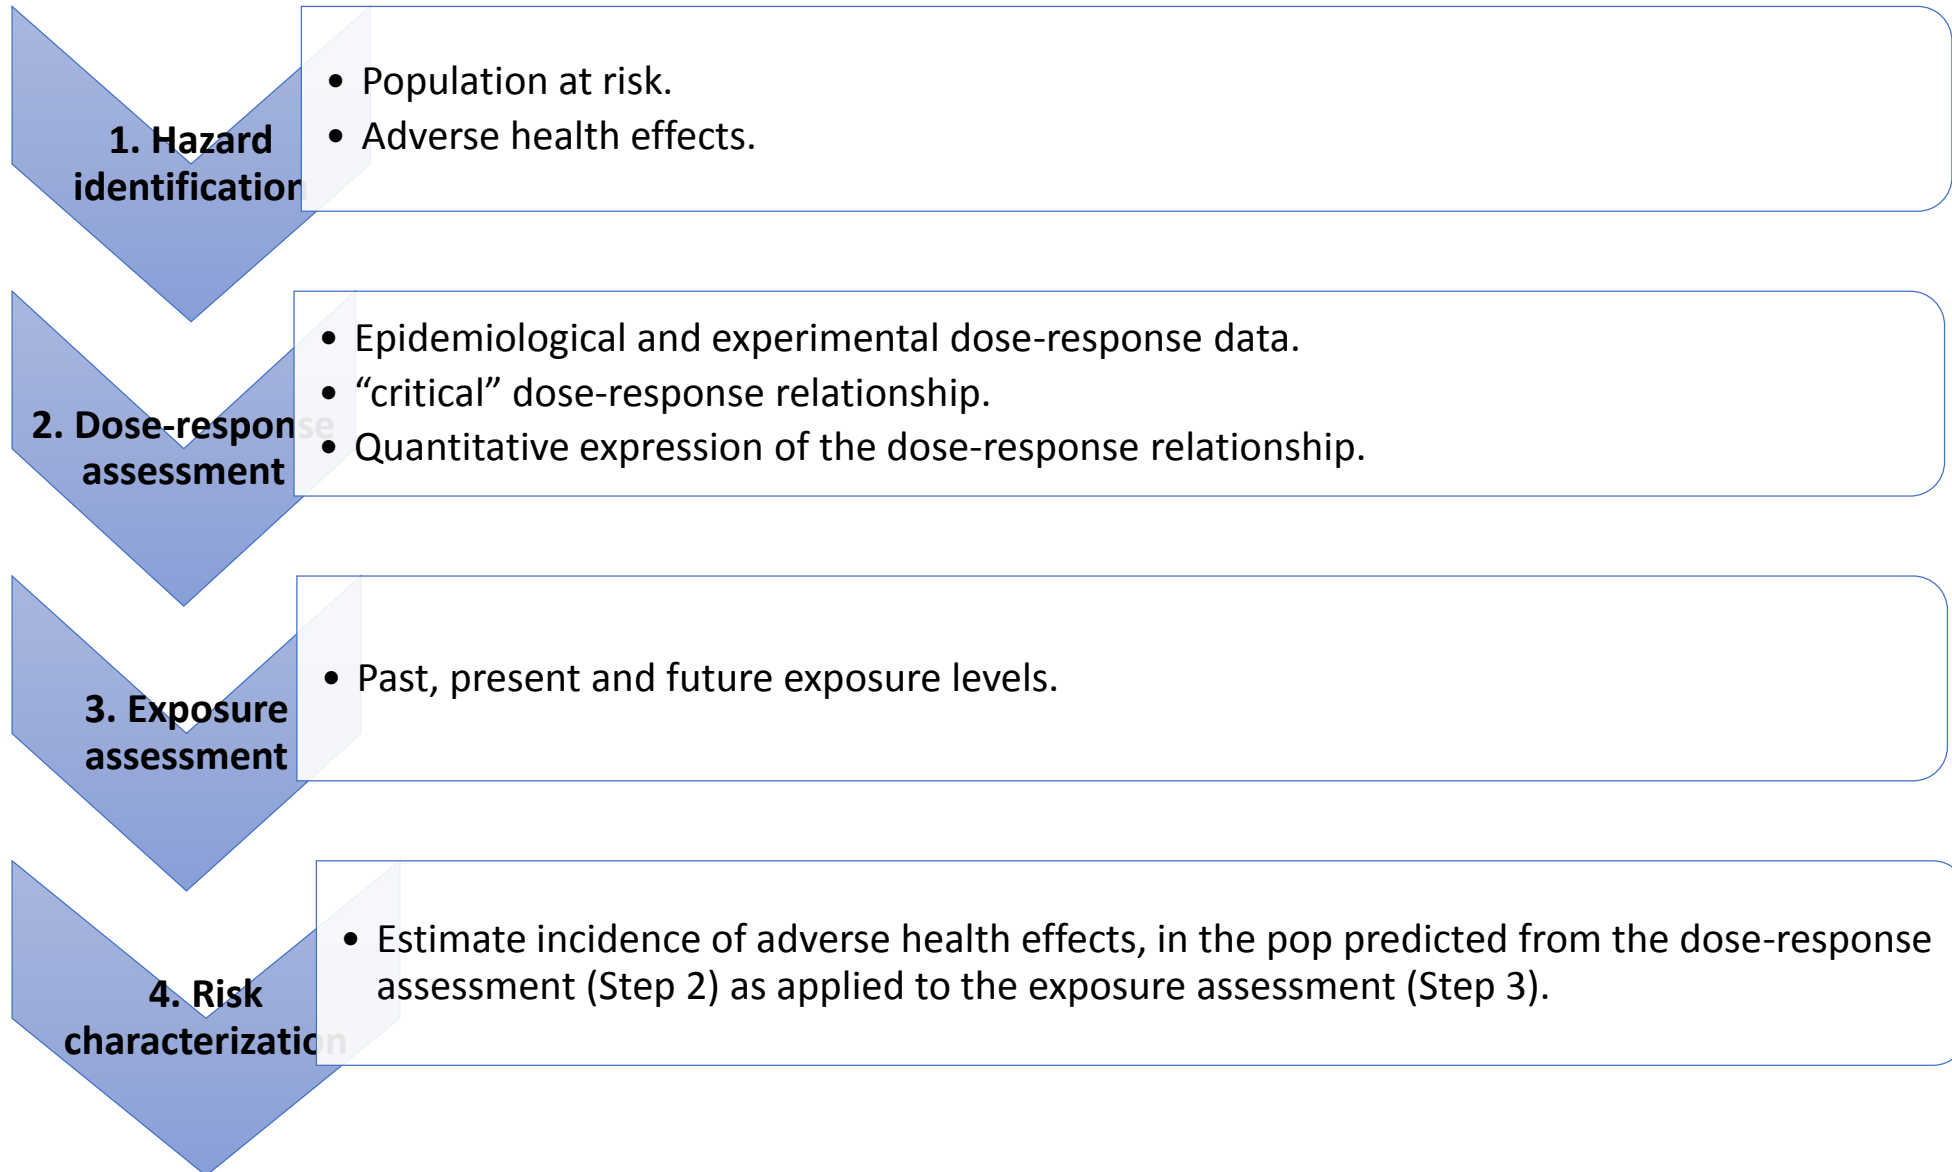 1. Hazard
identification
• Population at risk.
• Adverse health effects.
2. Dose-response
assessment
• Epidemiological and experimental dose-response data.
• “critical” dose-response relationship.
• Quantitative expression of the dose-response relationship.
3. Exposure
assessment
• Past, present and future exposure levels.
4. Risk
characterization
• Estimate incidence of adverse health effects, in the pop predicted from the dose-response
assessment (Step 2) as applied to the exposure assessment (Step 3).